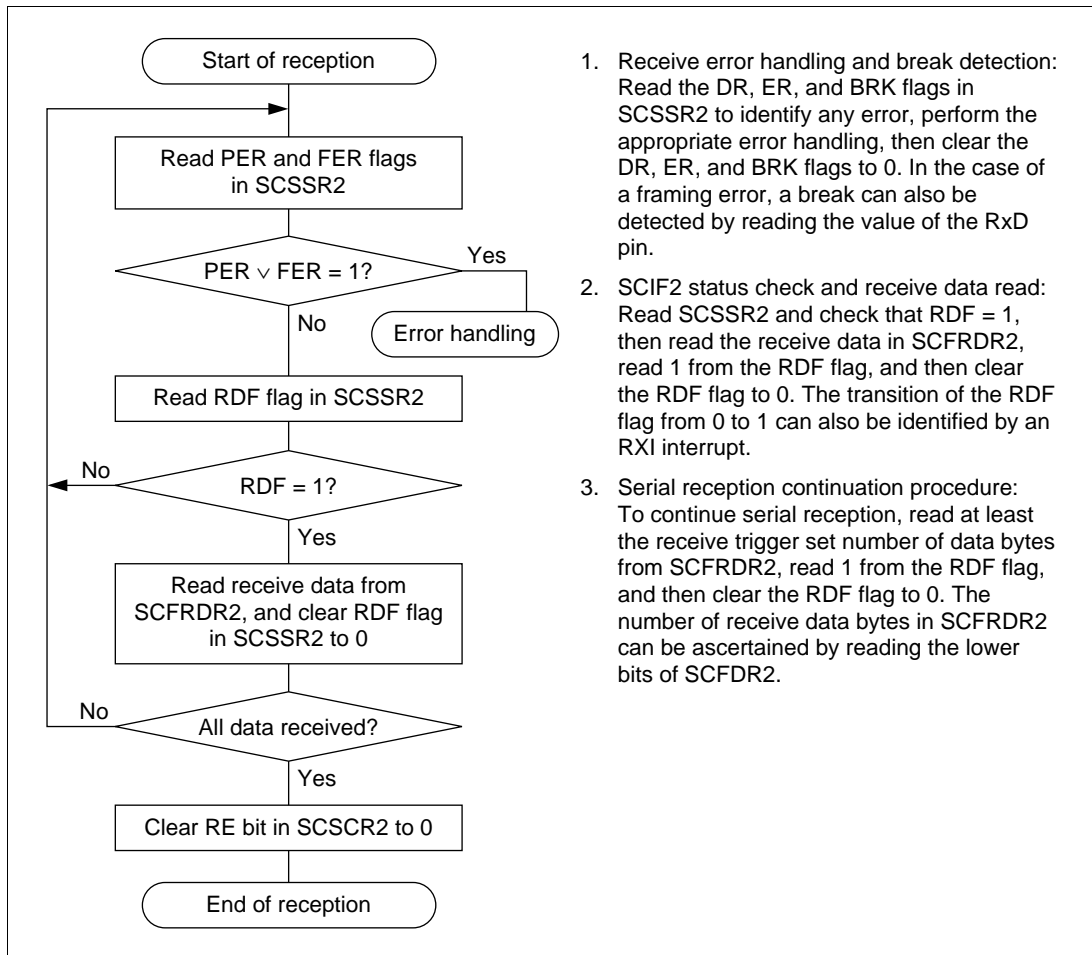 Start of reception
Read PER and FER flags
in SCSSR2
PER ∨ FER = 1?
Yes
No
Error handling
Read RDF flag in SCSSR2
No
RDF = 1?
Yes
Read receive data from
SCFRDR2, and clear RDF flag
in SCSSR2 to 0
No
All data received?
Yes
Clear RE bit in SCSCR2 to 0
End of reception
1. Receive error handling and break detection:
Read the DR, ER, and BRK flags in
SCSSR2 to identify any error, perform the
appropriate error handling, then clear the
DR, ER, and BRK flags to 0. In the case of
a framing error, a break can also be
detected by reading the value of the RxD
pin.
2. SCIF2 status check and receive data read:
Read SCSSR2 and check that RDF = 1,
then read the receive data in SCFRDR2,
read 1 from the RDF flag, and then clear
the RDF flag to 0. The transition of the RDF
flag from 0 to 1 can also be identified by an
RXI interrupt.
3. Serial reception continuation procedure:
To continue serial reception, read at least
the receive trigger set number of data bytes
from SCFRDR2, read 1 from the RDF flag,
and then clear the RDF flag to 0. The
number of receive data bytes in SCFRDR2
can be ascertained by reading the lower
bits of SCFDR2.